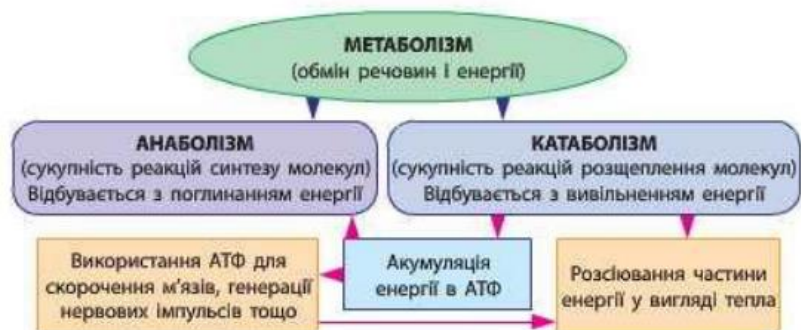 МЕТАБОЛІЗМ
(обмін речовин і енергії)
АНАБОЛІЗМ
(сукупність реакцій синтезу молекул)
Відбувається з поглинанням енергії
КАТАБОЛІЗМ
(сукупність реакцій розщеплення молекул)
Відбувається з вивільненням енергії
Використання АТФ для
скорочення м'язів, генерації
нервових імпульсів тощо
Акумуляція
енергії в АТФ
Розсіювання частини
енергії у вигляді тепла